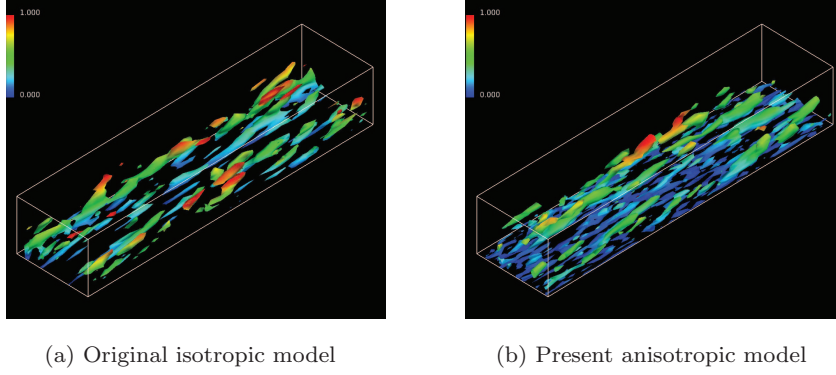 1.000
0.000
1.000
0.000
(a) Original isotropic model
(b) Present anisotropic model